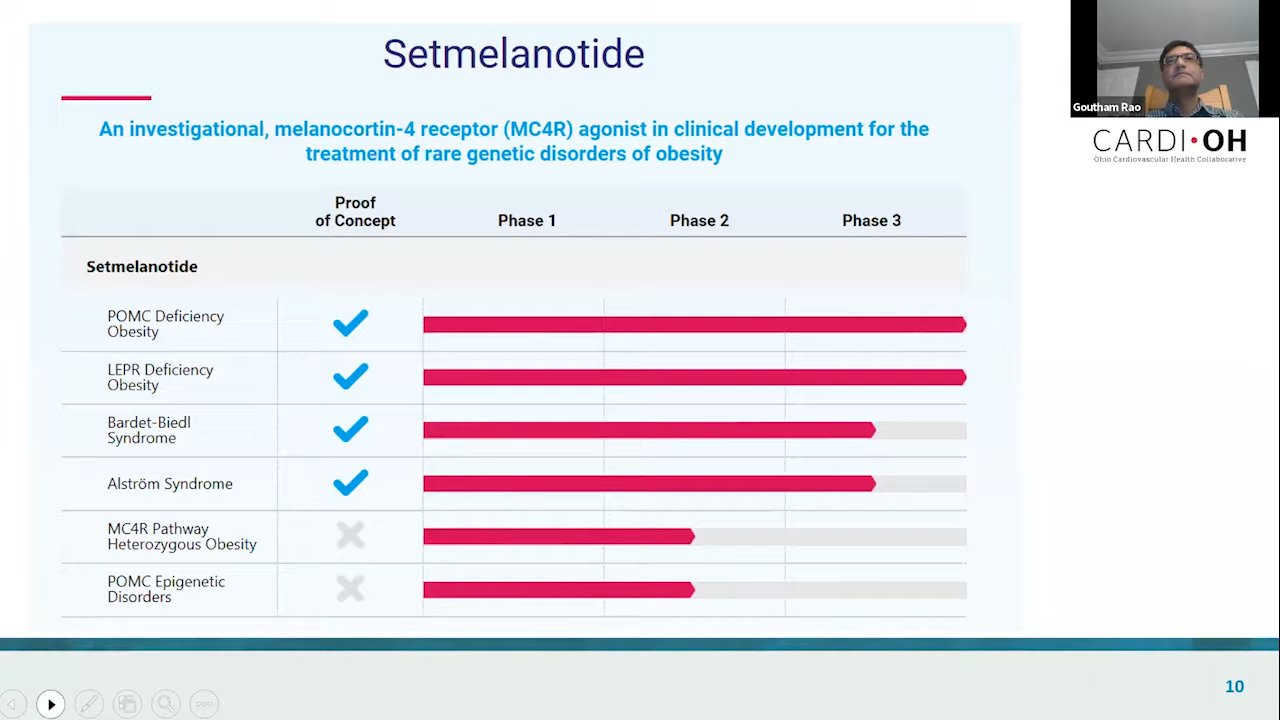 Setmelanotide
An investigational, melanocortin-4 receptor (MC4R) agonist in clinical development for the
treatment of rare genetic disorders of obesity
Proof
of Concept
Phase 1
Phase 2
Phase 3
Setmelanotide
POMC Deficiency
Obesity
LEPR Deficiency
Obesity
Bardet-Biedl
Syndrome
Alström Syndrome
MC4R Pathway
Heterozygous Obesity
POMC Epigenetic
Disorders
Goutham Rao
CARDI•OH
Ohio Cardiovascular Health Collaborative
10